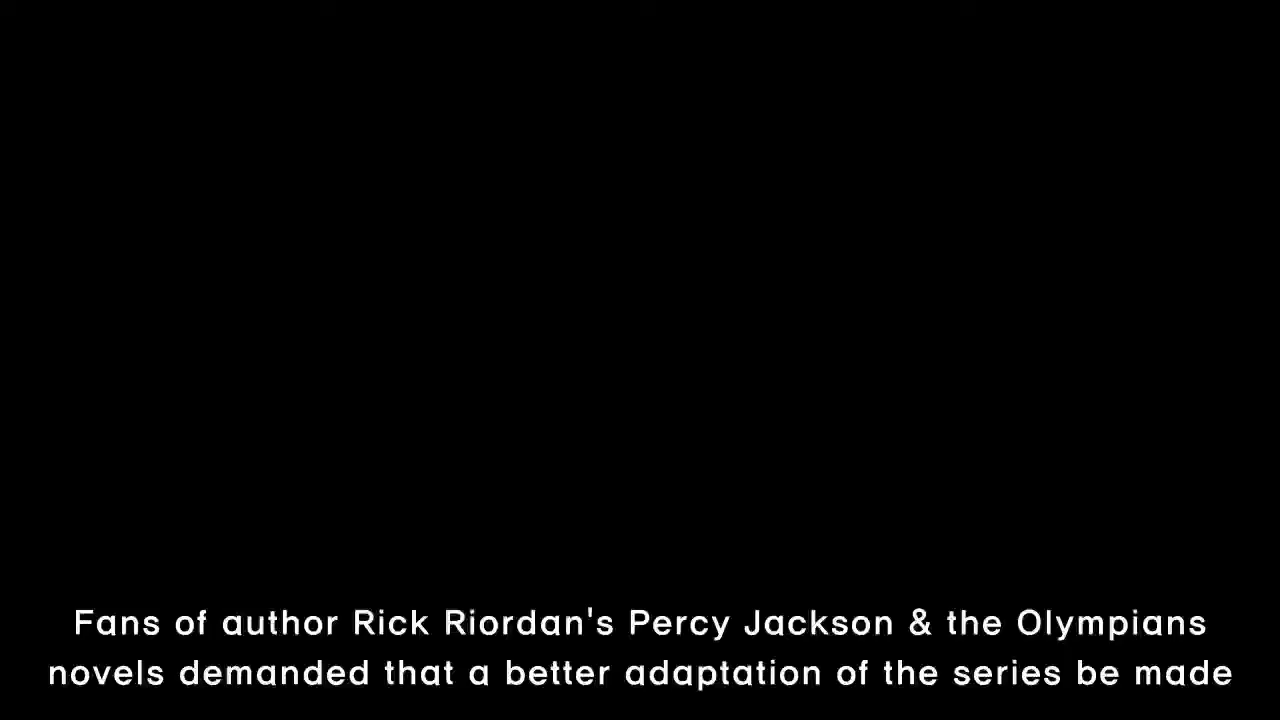 Fans of author Rick Riordan's Percy Jackson & the Olympians
novels demanded that a better adaptation of the series be made